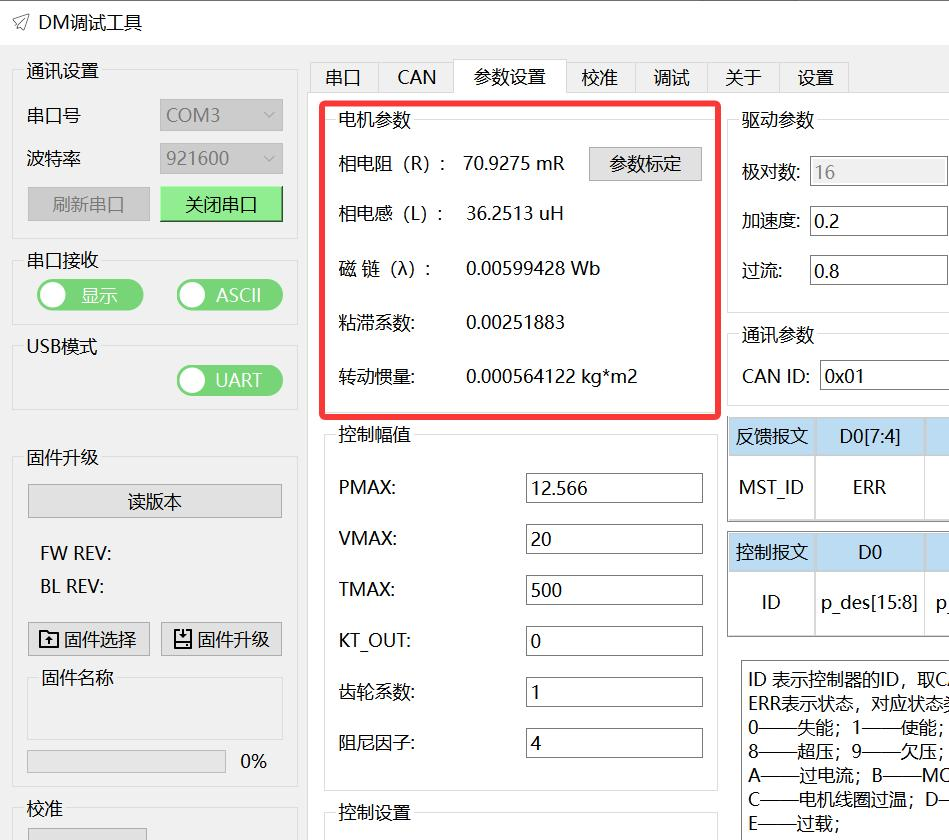 DM调试工具
通讯设置
串口号
COM3
波特率
921600
刷新串口
关闭串口
串口接收
显示
ASCII
USB模式
UART
固件升级
读版本
FW REV:
BL REV:
固件选择
固件升级
固件名称
0%
校准
串口
CAN
参数设置
校准
调试
关于
设置
电机参数
相电阻（R）: 70.9275 mR
参数标定
相电感（L）: 36.2513 uH
磁 链（λ）: 0.00599428 Wb
粘滞系数: 0.00251883
转动惯量: 0.000564122 kg*m2
控制幅值
PMAX: 12.566
VMAX: 20
TMAX: 500
KT_OUT: 0
齿轮系数: 1
阻尼因子: 4
控制设置
驱动参数
极对数: 16
加速度: 0.2
过流: 0.8
通讯参数
CAN ID: 0x01
反馈报文 D0[7:4]
MST_ID ERR
控制报文 D0
ID p_des[15:8] p_
ID 表示控制器的ID，取CA
ERR表示状态，对应状态
0——失能；1——使能；
8——超压；9——欠压；
A——过电流；B——MO
C——电机线圈过温；D—
E——过载；